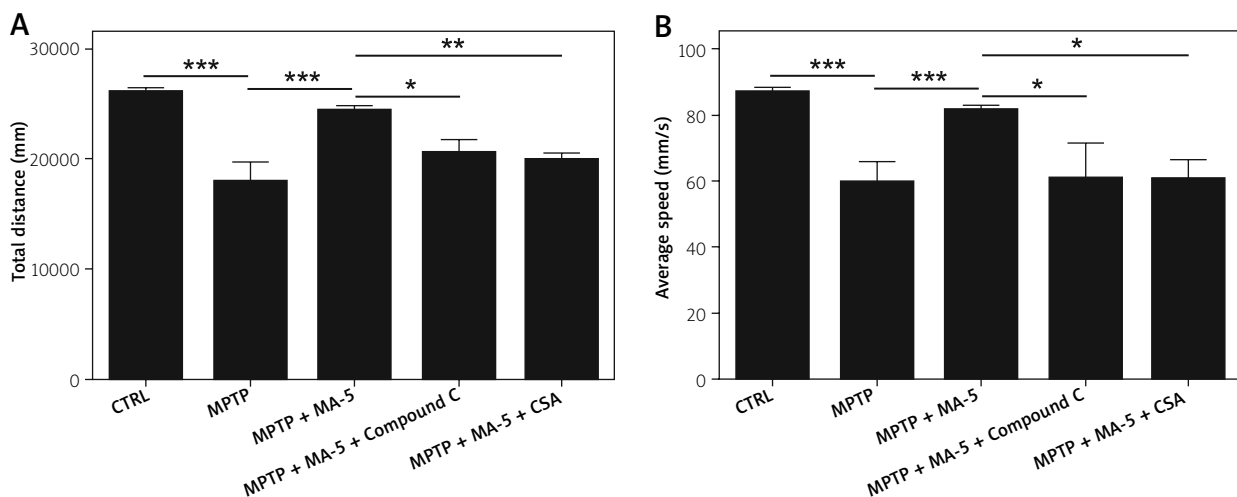 A
Total distance (mm)
30000
20000
10000
0
***
***
**
*
CTRL
MPTP
MPTP + MA-5
MPTP + MA-5 + Compound C
MPTP + MA-5 + CSA
B
Average speed (mm/s)
100
80
60
40
20
0
***
***
*
*
CTRL
MPTP
MPTP + MA-5
MPTP + MA-5 + Compound C
MPTP + MA-5 + CSA